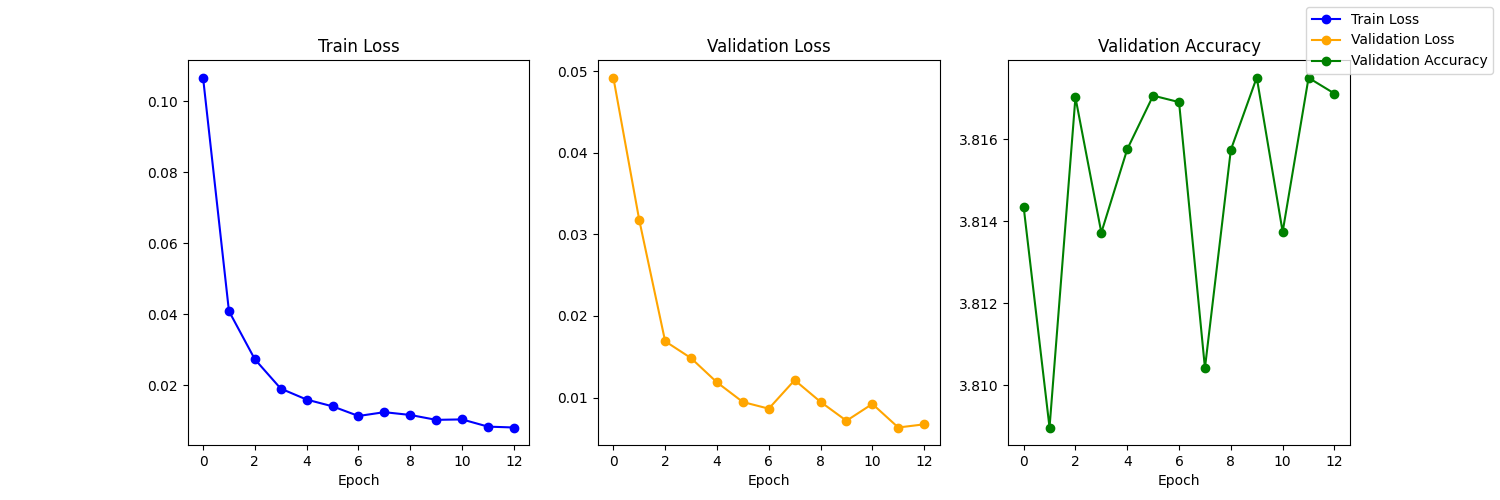 Train Loss
Validation Loss
Validation Accuracy
Train Loss
Validation Loss
Validation Accuracy
0.10
0.08
0.06
0.04
0.02
0 2 4 6 8 10 12
Epoch
0.05
0.04
0.03
0.02
0.01
0 2 4 6 8 10 12
Epoch
3.816
3.814
3.812
3.810
0 2 4 6 8 10 12
Epoch